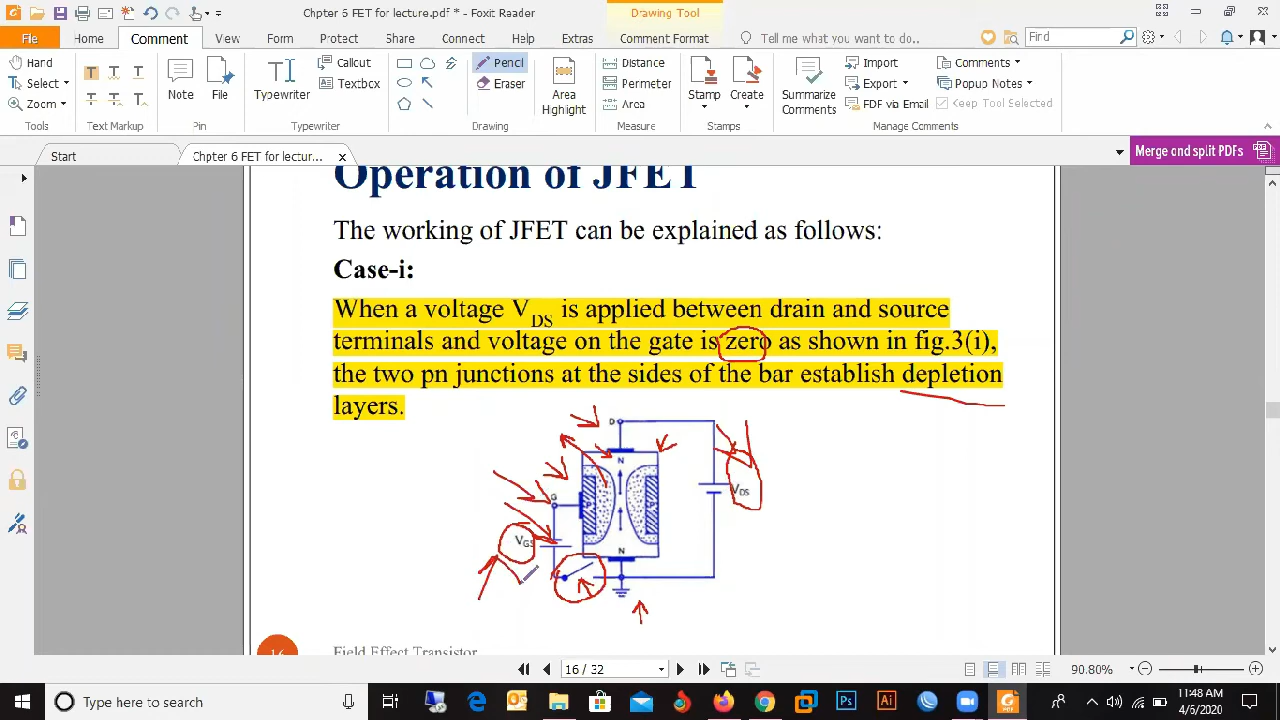 Chpter 6 FET for lecture.pdf * - Foxit Reader
Drawing Tool
File Home Comment View Form Protect Share Connect Help Extras Comment Format Tell me what you want to do.. Find
Hand
Select
Zoom
Tools
Text Markup
Note
File
Pin
Typewriter
Callout
Textbox
Typewriter
Pencil
Eraser
Drawing
Area
Highlight
Distance
Perimeter
Area
Measure
Stamp
Create
Stamps
Summarize
Comments
Import
Export
FDF via Email
Comments
Popup Notes
Keep Tool Selected
Manage Comments
Start
Chpter 6 FET for lectur...
Merge and split PDFs
Operation of JFET
The working of JFET can be explained as follows:
Case-i:
When a voltage VDS is applied between drain and source
terminals and voltage on the gate is zero as shown in fig.3(i),
the two pn junctions at the sides of the bar establish depletion
layers.
D
N
G
P
P
VDS
VGS
N
16 Field Effect Transistor
16 / 32
90.80%
Type here to search
11:48 AM
4/5/2020